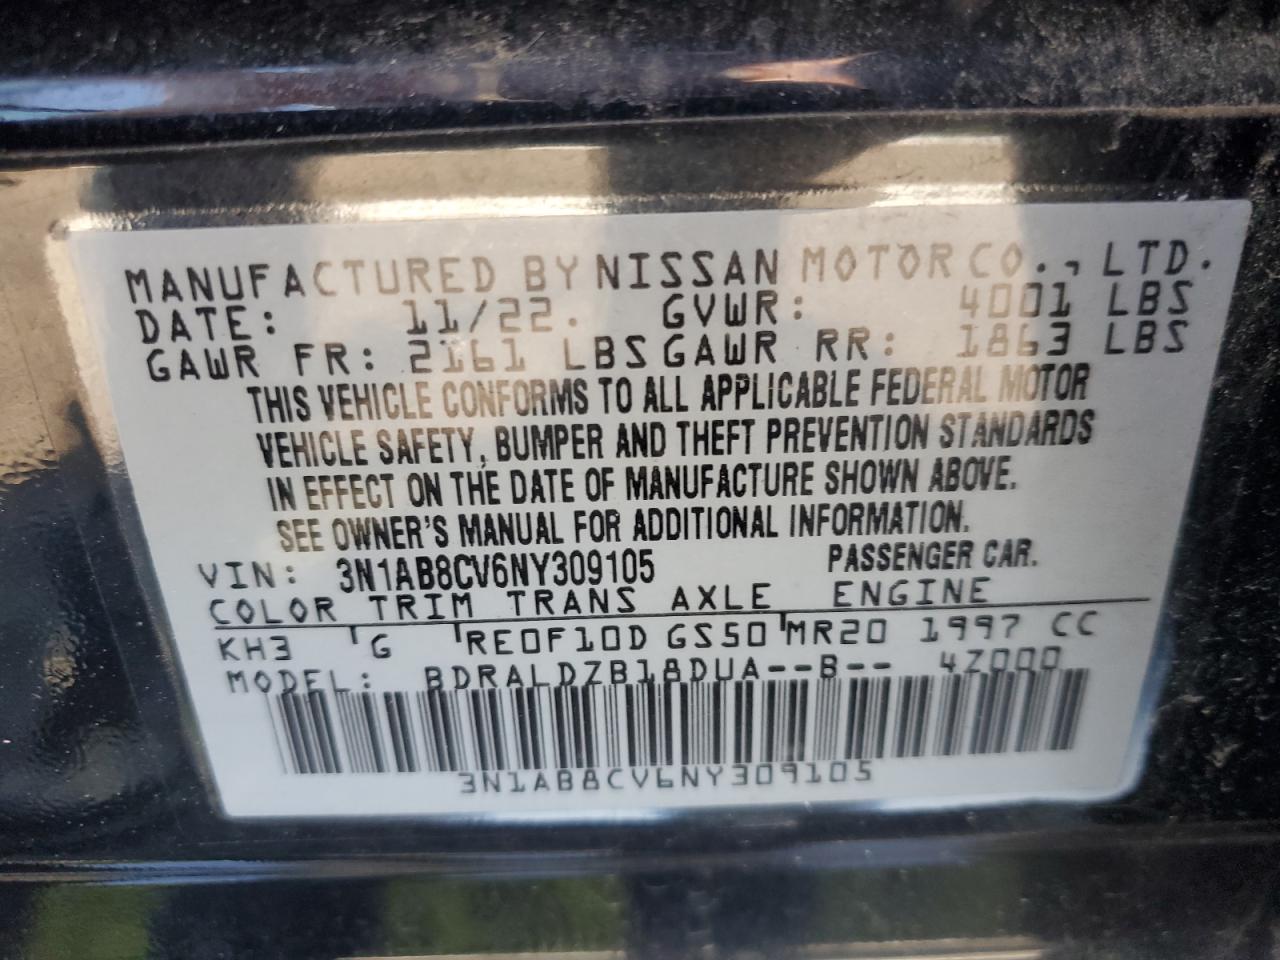 MANUFACTURED BY NISSAN MOTOR CO., LTD.
DATE: 11/22. GVWR: 4001 LBS
GAWR FR: 2161 LBS GAWR RR: 1863 LBS
THIS VEHICLE CONFORMS TO ALL APPLICABLE FEDERAL MOTOR
VEHICLE SAFETY, BUMPER AND THEFT PREVENTION STANDARDS
IN EFFECT ON THE DATE OF MANUFACTURE SHOWN ABOVE.
SEE OWNER'S MANUAL FOR ADDITIONAL INFORMATION.
VIN: 3N1AB8CV6NY309105 PASSENGER CAR.
COLOR TRIM TRANS AXLE ENGINE
KH3 G RE0F10D GS50 MR20 1997 CC
MODEL: BDRALDZB18DUA--B-- 4Z000
3N1AB8CV6NY309105